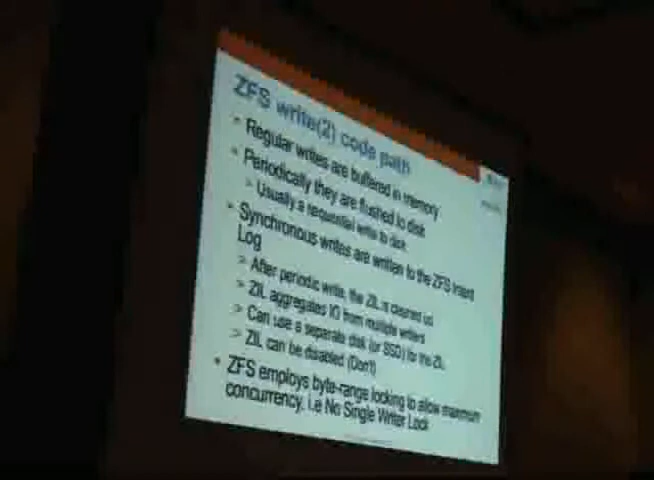 ZFS write(2) code path
Regular writes are buffered in memory
Periodically they are flushed to disk
> Usually a sequential write to disk
Synchronous writes are written to the ZFS Intent
Log
> After periodic write, the ZIL is cleaned up
> ZIL aggregates IO from multiple writers
> Can use a separate disk (or SSD) for the ZIL
> ZIL can be disabled (Don't)
• ZFS employs byte-range locking to allow maximum
concurrency, i.e No Single Writer Lock